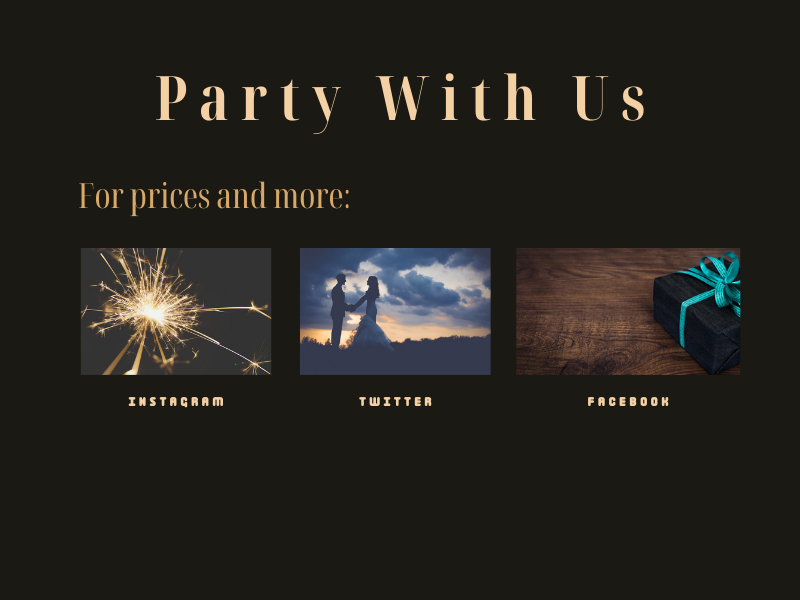 Party With Us
For prices and more:
INSTAGRAM
TWITTER
FACEBOOK